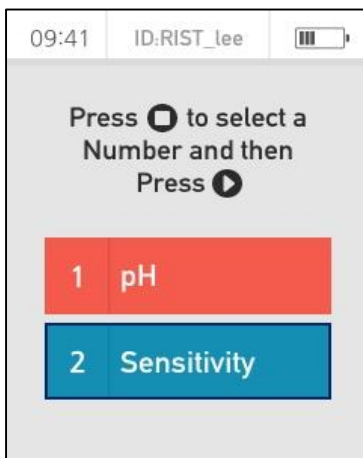 09:41 ID:RIST_lee
Press to select a
Number and then
Press
1 pH
2 Sensitivity